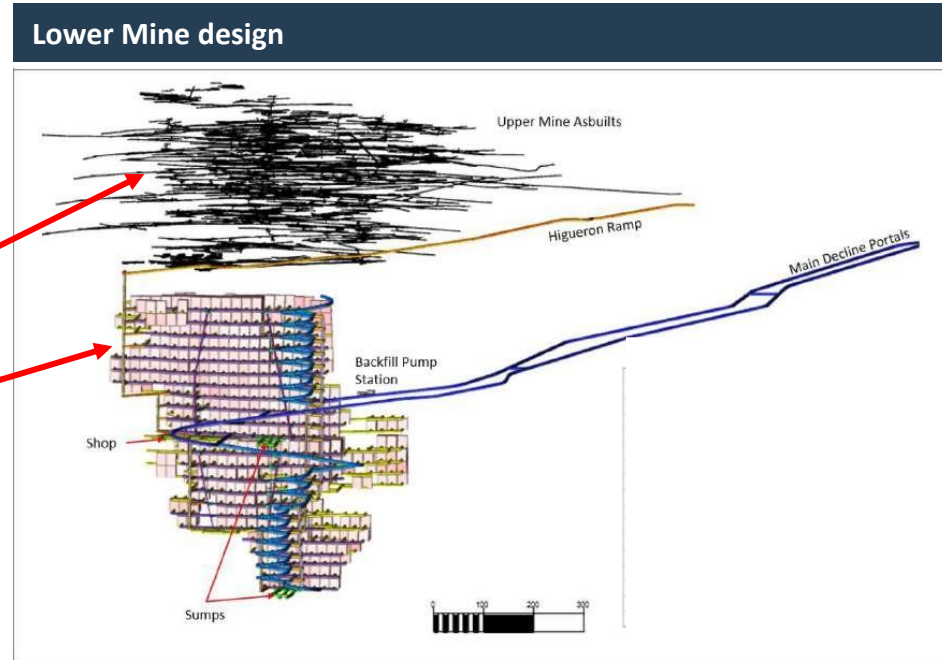 Lower Mine design
Upper Mine Asbuilts
Higueron Ramp
Main Decline Portals
Backfill Pump
Station
Shop
Sumps
0 100 200 300